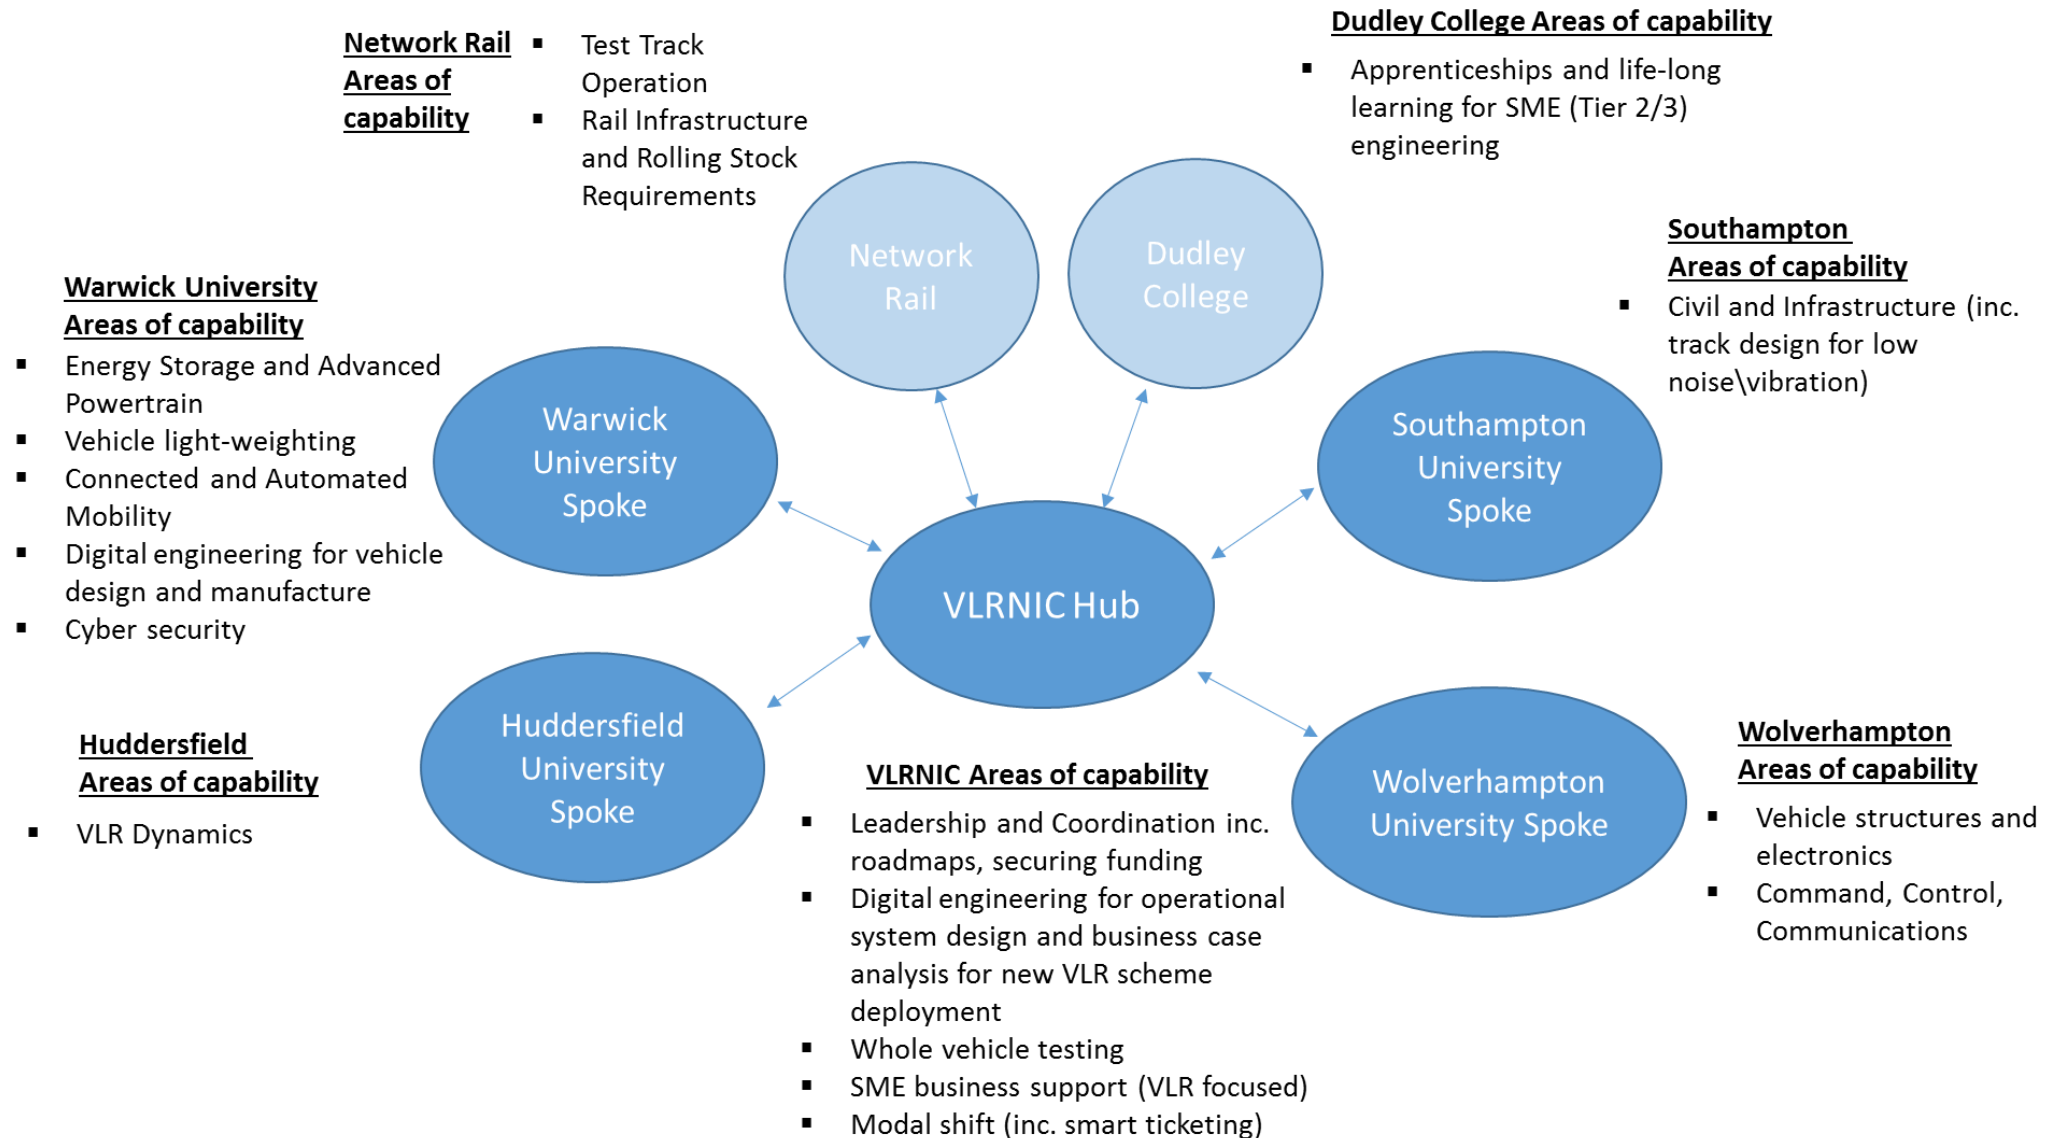 Network Rail
Areas of
capability
▪ Test Track
Operation
▪ Rail Infrastructure
and Rolling Stock
Requirements
Dudley College Areas of capability
▪ Apprenticeships and life-long
learning for SME (Tier 2/3)
engineering
Southampton
Areas of capability
▪ Civil and Infrastructure (inc.
track design for low
noise\vibration)
Warwick University
Areas of capability
▪ Energy Storage and Advanced
Powertrain
▪ Vehicle light-weighting
▪ Connected and Automated
Mobility
▪ Digital engineering for vehicle
design and manufacture
▪ Cyber security
Network
Rail
Dudley
College
Warwick
University
Spoke
Southampton
University
Spoke
VLRNIC Hub
Huddersfield
University
Spoke
Wolverhampton
University Spoke
Huddersfield
Areas of capability
▪ VLR Dynamics
VLRNIC Areas of capability
▪ Leadership and Coordination inc.
roadmaps, securing funding
▪ Digital engineering for operational
system design and business case
analysis for new VLR scheme
deployment
▪ Whole vehicle testing
▪ SME business support (VLR focused)
▪ Modal shift (inc. smart ticketing)
Wolverhampton
Areas of capability
▪ Vehicle structures and
electronics
▪ Command, Control,
Communications